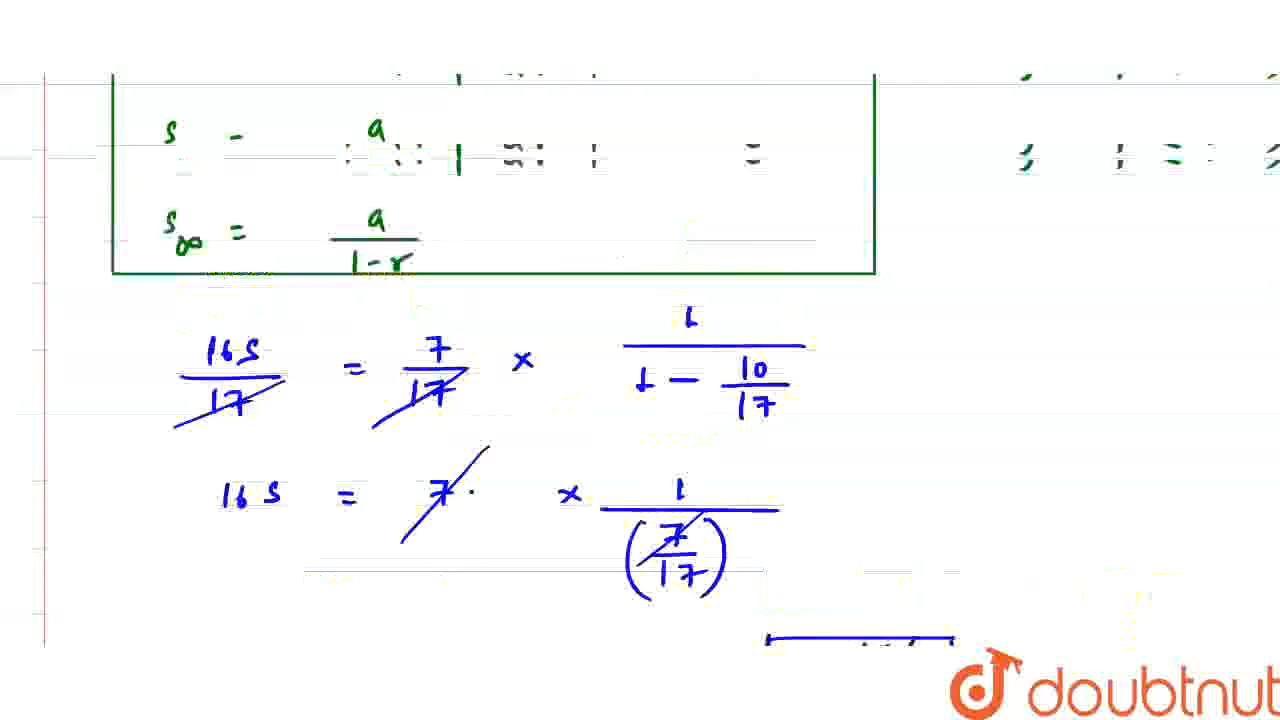 S - a
S∞ = a / 1-r
16S / 17 = 7 / 17 × 1 / 1 - 10 / 17
16S = 7 · × 1 / (7 / 17)
doubtnut